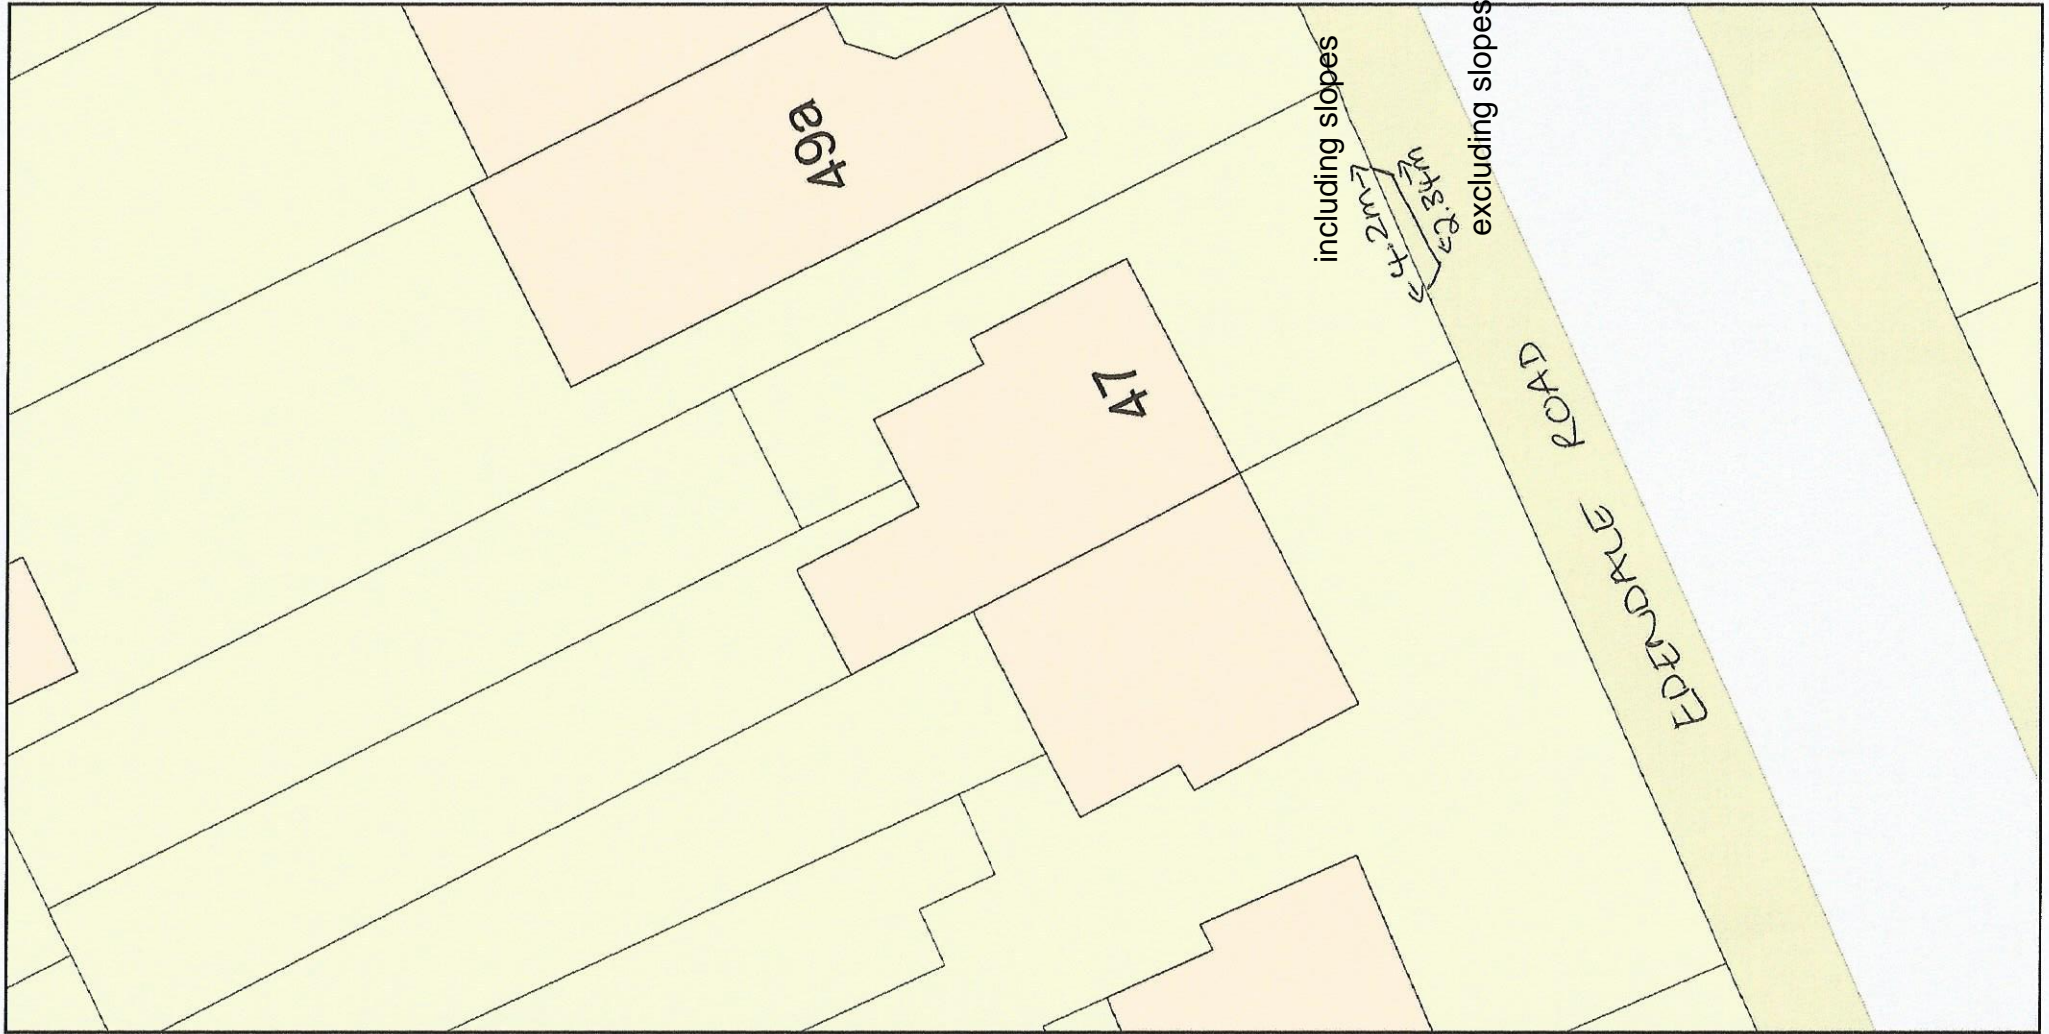 49a
47
including slopes
4.2m
2.34m
excluding slopes
EDENDALE ROAD